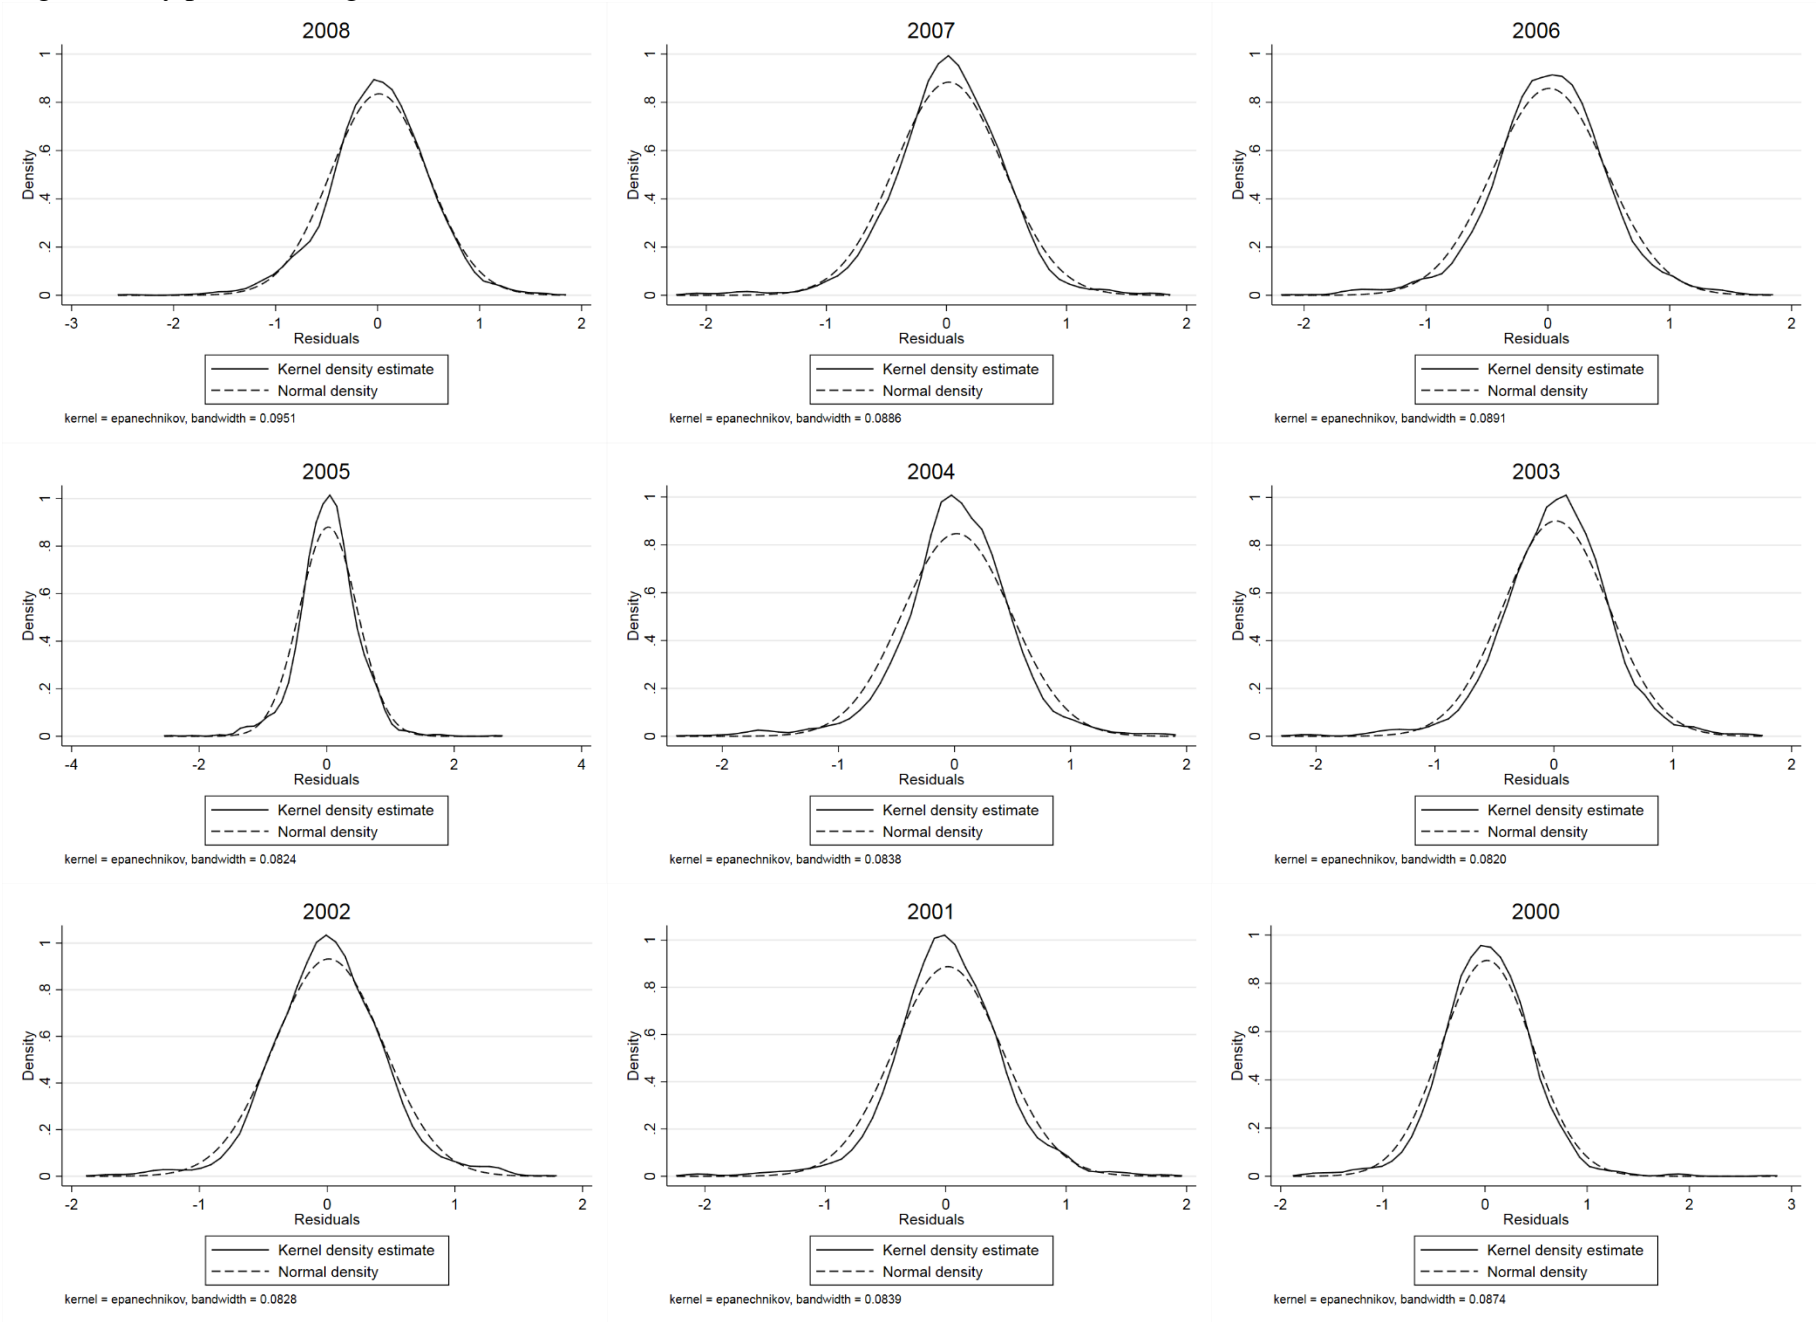 2008
Density
0 .2 .4 .6 .8 1
-3 -2 -1 0 1 2
Residuals
Kernel density estimate
Normal density
kernel = epanechnikov, bandwidth = 0.0951
2007
Density
0 .2 .4 .6 .8 1
-2 -1 0 1 2
Residuals
Kernel density estimate
Normal density
kernel = epanechnikov, bandwidth = 0.0886
2006
Density
0 .2 .4 .6 .8 1
-2 -1 0 1 2
Residuals
Kernel density estimate
Normal density
kernel = epanechnikov, bandwidth = 0.0891
2005
Density
0 .2 .4 .6 .8 1
-4 -2 0 2 4
Residuals
Kernel density estimate
Normal density
kernel = epanechnikov, bandwidth = 0.0824
2004
Density
0 .2 .4 .6 .8 1
-2 -1 0 1 2
Residuals
Kernel density estimate
Normal density
kernel = epanechnikov, bandwidth = 0.0838
2003
Density
0 .2 .4 .6 .8 1
-2 -1 0 1 2
Residuals
Kernel density estimate
Normal density
kernel = epanechnikov, bandwidth = 0.0820
2002
Density
0 .2 .4 .6 .8 1
-2 -1 0 1 2
Residuals
Kernel density estimate
Normal density
kernel = epanechnikov, bandwidth = 0.0828
2001
Density
0 .2 .4 .6 .8 1
-2 -1 0 1 2
Residuals
Kernel density estimate
Normal density
kernel = epanechnikov, bandwidth = 0.0839
2000
Density
0 .2 .4 .6 .8 1
-2 -1 0 1 2 3
Residuals
Kernel density estimate
Normal density
kernel = epanechnikov, bandwidth = 0.0874